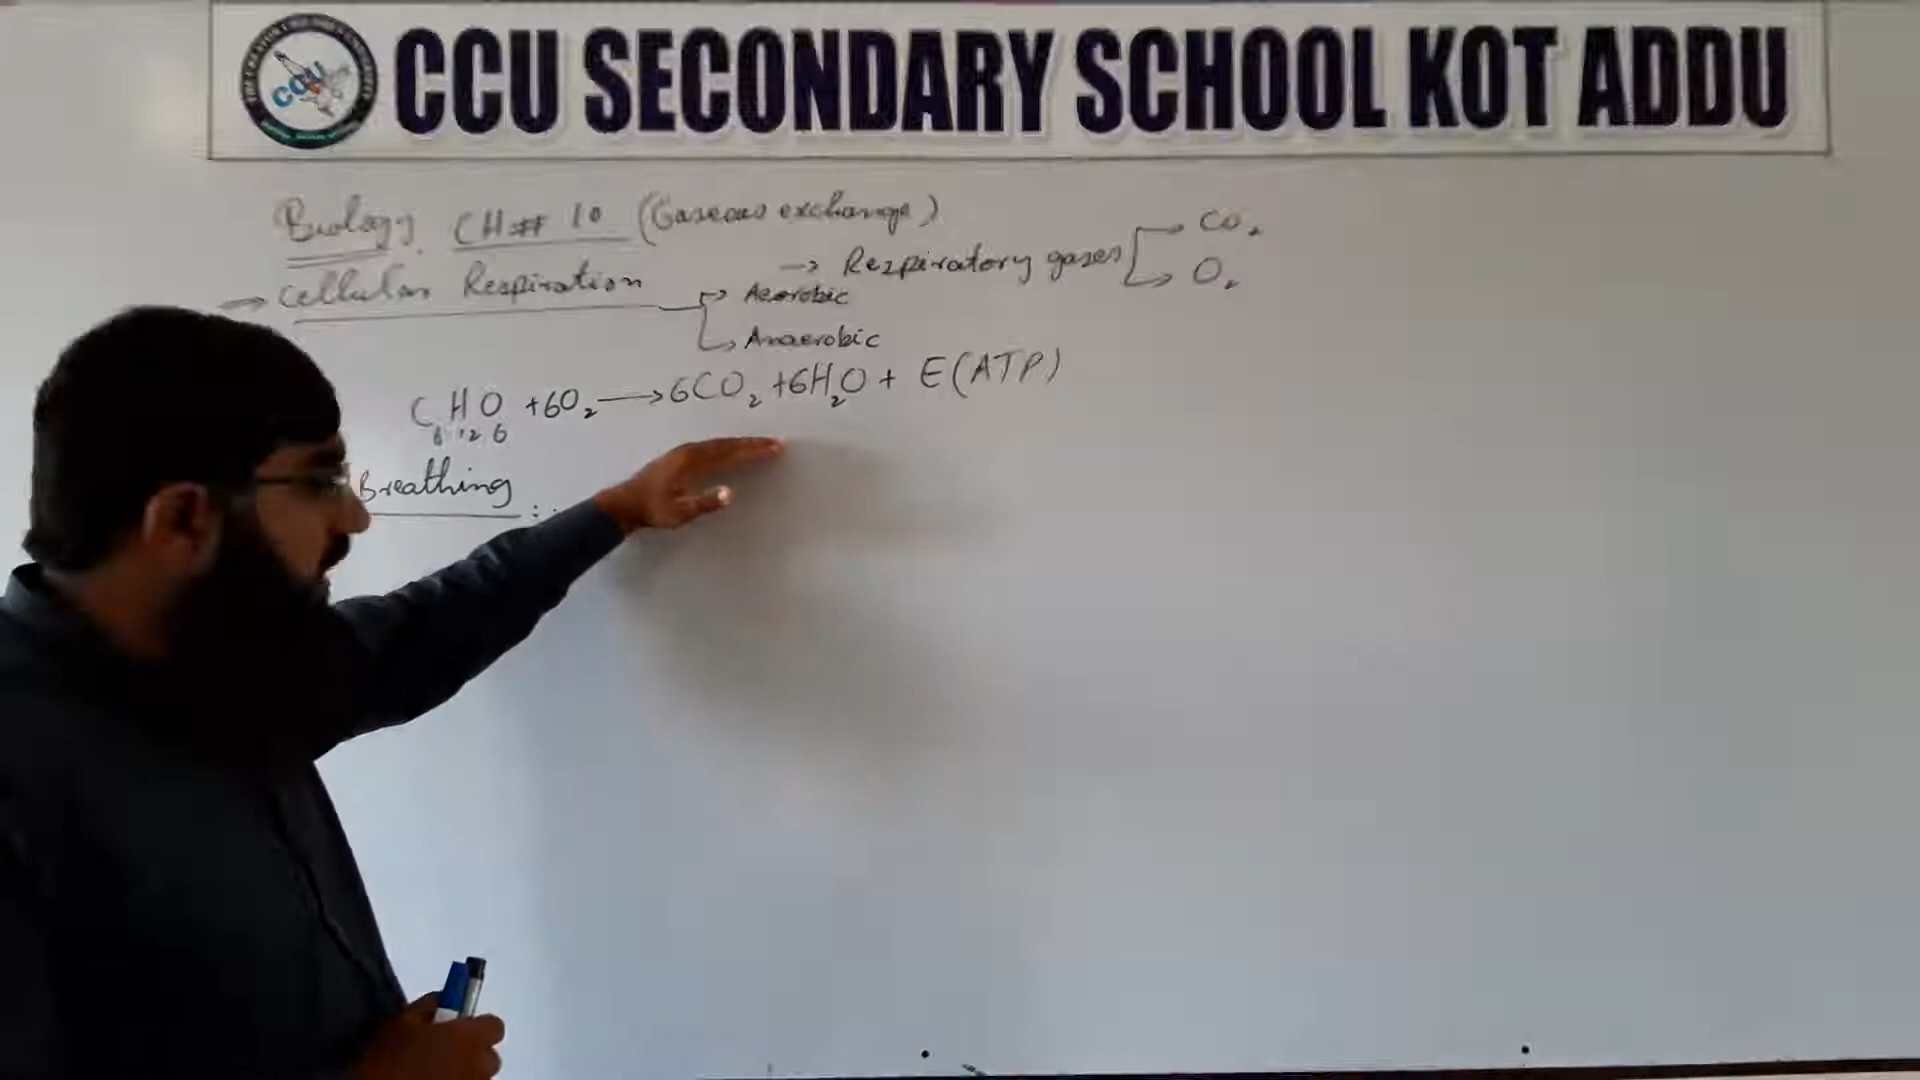 CCU SECONDARY SCHOOL KOT ADDU
CCU
Biology. CH# 10 (Gaseous exchange)
→ Respiratory gases → CO₂
→ O₂
→ Cellular Respiration → Aerobic
→ Anaerobic
C₆H₁₂O₆ + 6O₂ → 6CO₂ + 6H₂O + E(ATP)
Breathing :